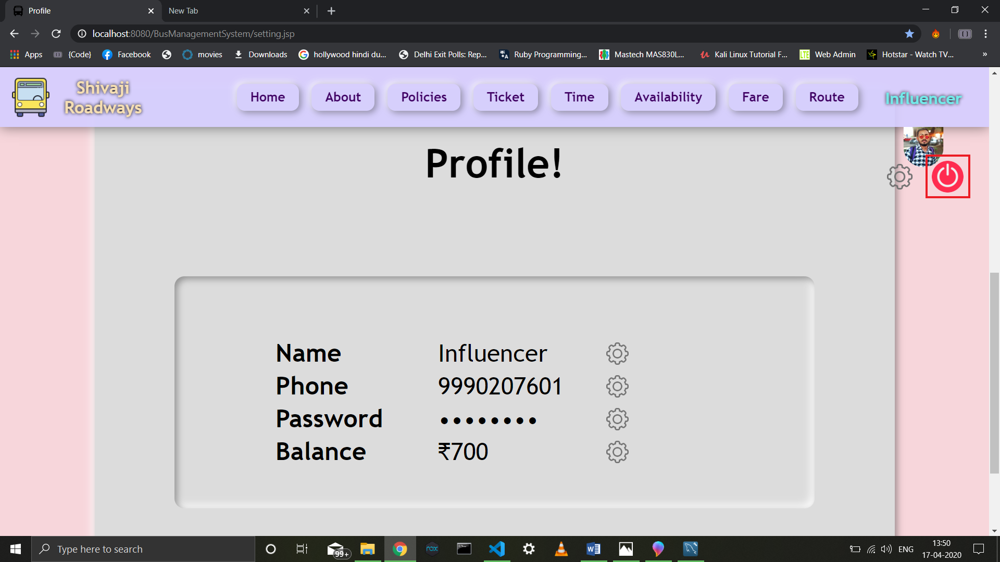 Profile
New Tab
localhost:8080/BusManagementSystem/setting.jsp
Apps
{Code}
Facebook
movies
Downloads
hollywood hindi du...
Delhi Exit Polls: Rep...
Ruby Programming...
Mastech MAS830L...
Kali Linux Tutorial F...
LTE
Web Admin
Hotstar - Watch TV...
»
Shivaji
Roadways
Home
About
Policies
Ticket
Time
Availability
Fare
Route
Influencer
Profile!
Name Influencer
Phone 9990207601
Password ••••••••
Balance ₹700
Type here to search
99+
nox
ENG
13:50
17-04-2020